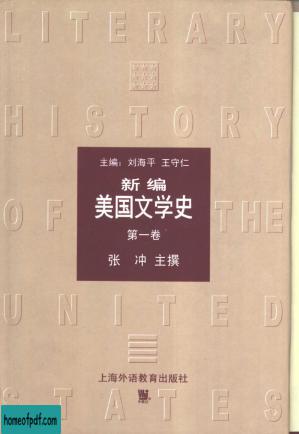 LITERARY
HISTORY
主编：刘海平 王守仁
新编
美国文学史
第一卷
张 冲 主撰
OF THE
UNITED
STATES
上海外语教育出版社
W
homeofpdf.com